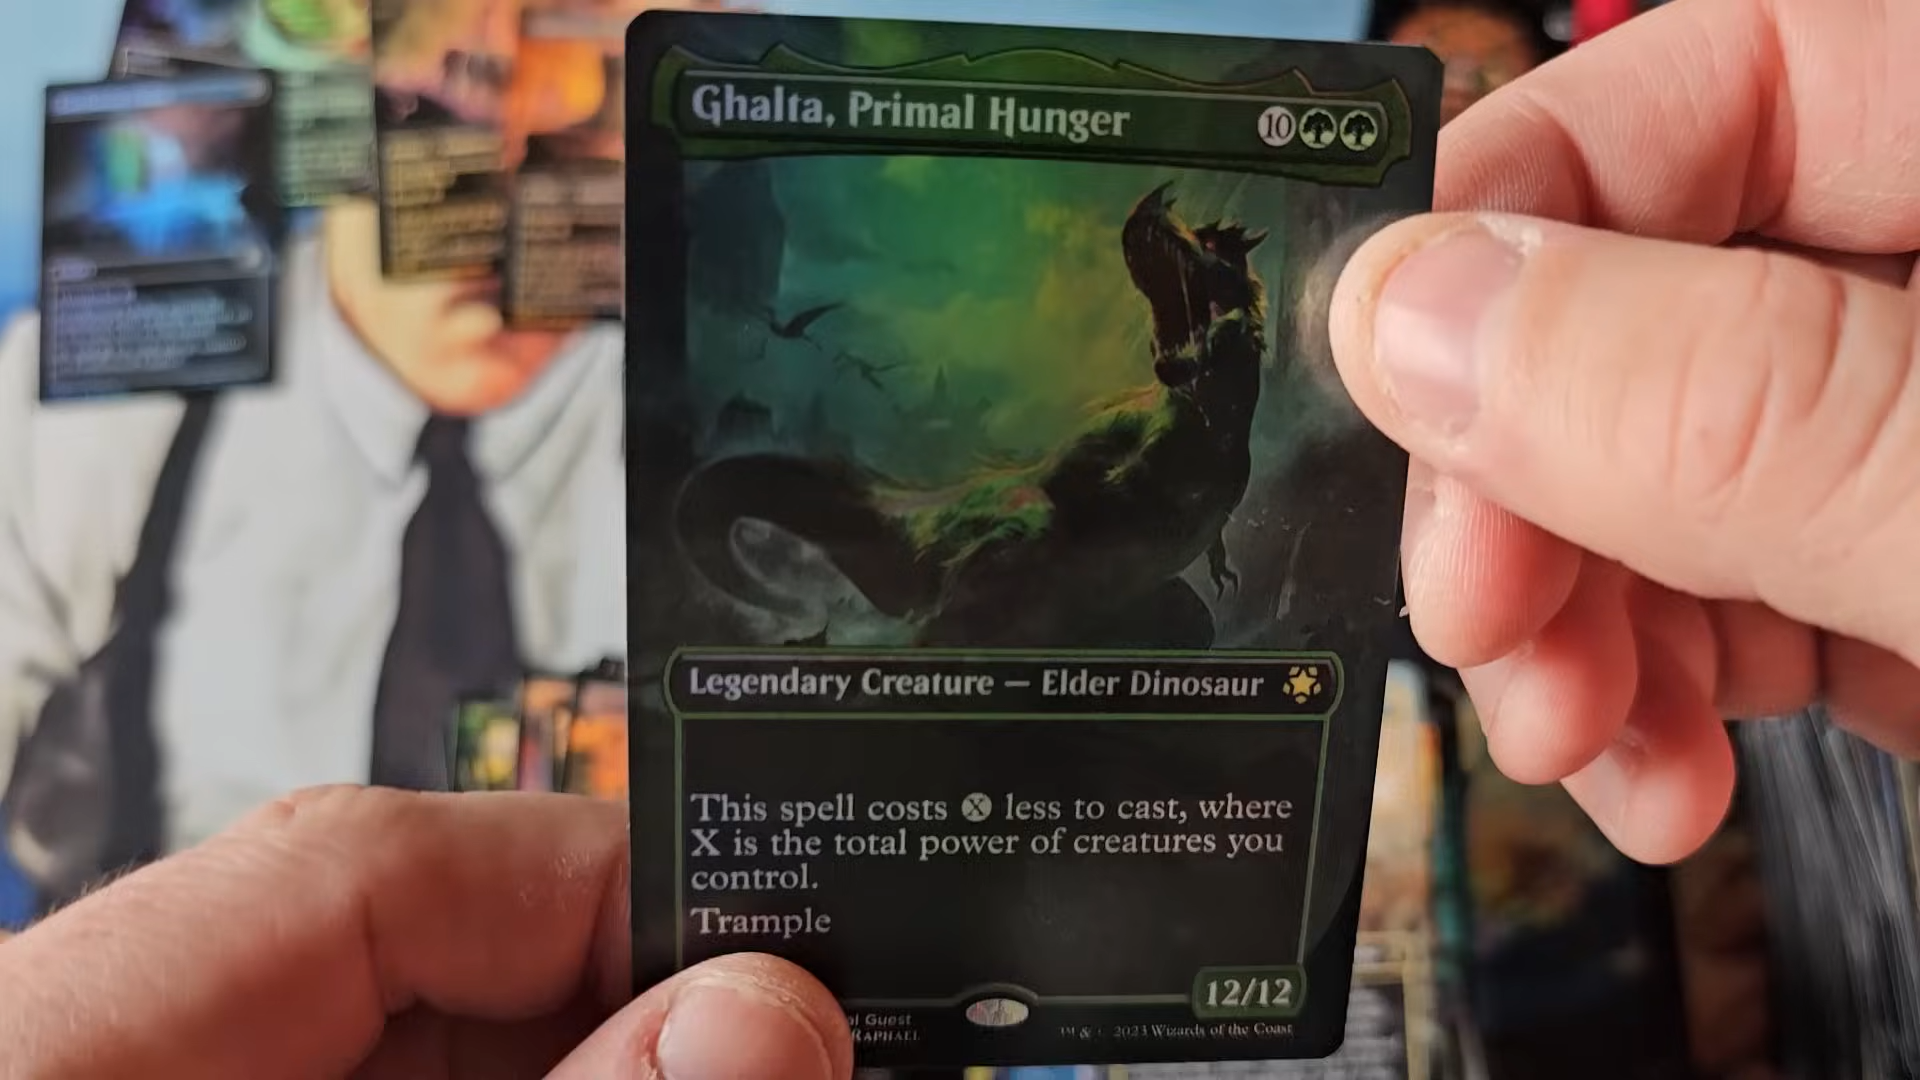 Ghalta, Primal Hunger
10
Legendary Creature — Elder Dinosaur
This spell costs X less to cast, where
X is the total power of creatures you
control.
Trample
12/12
Guest
RAPHAEL
™ & © 2023 Wizards of the Coast